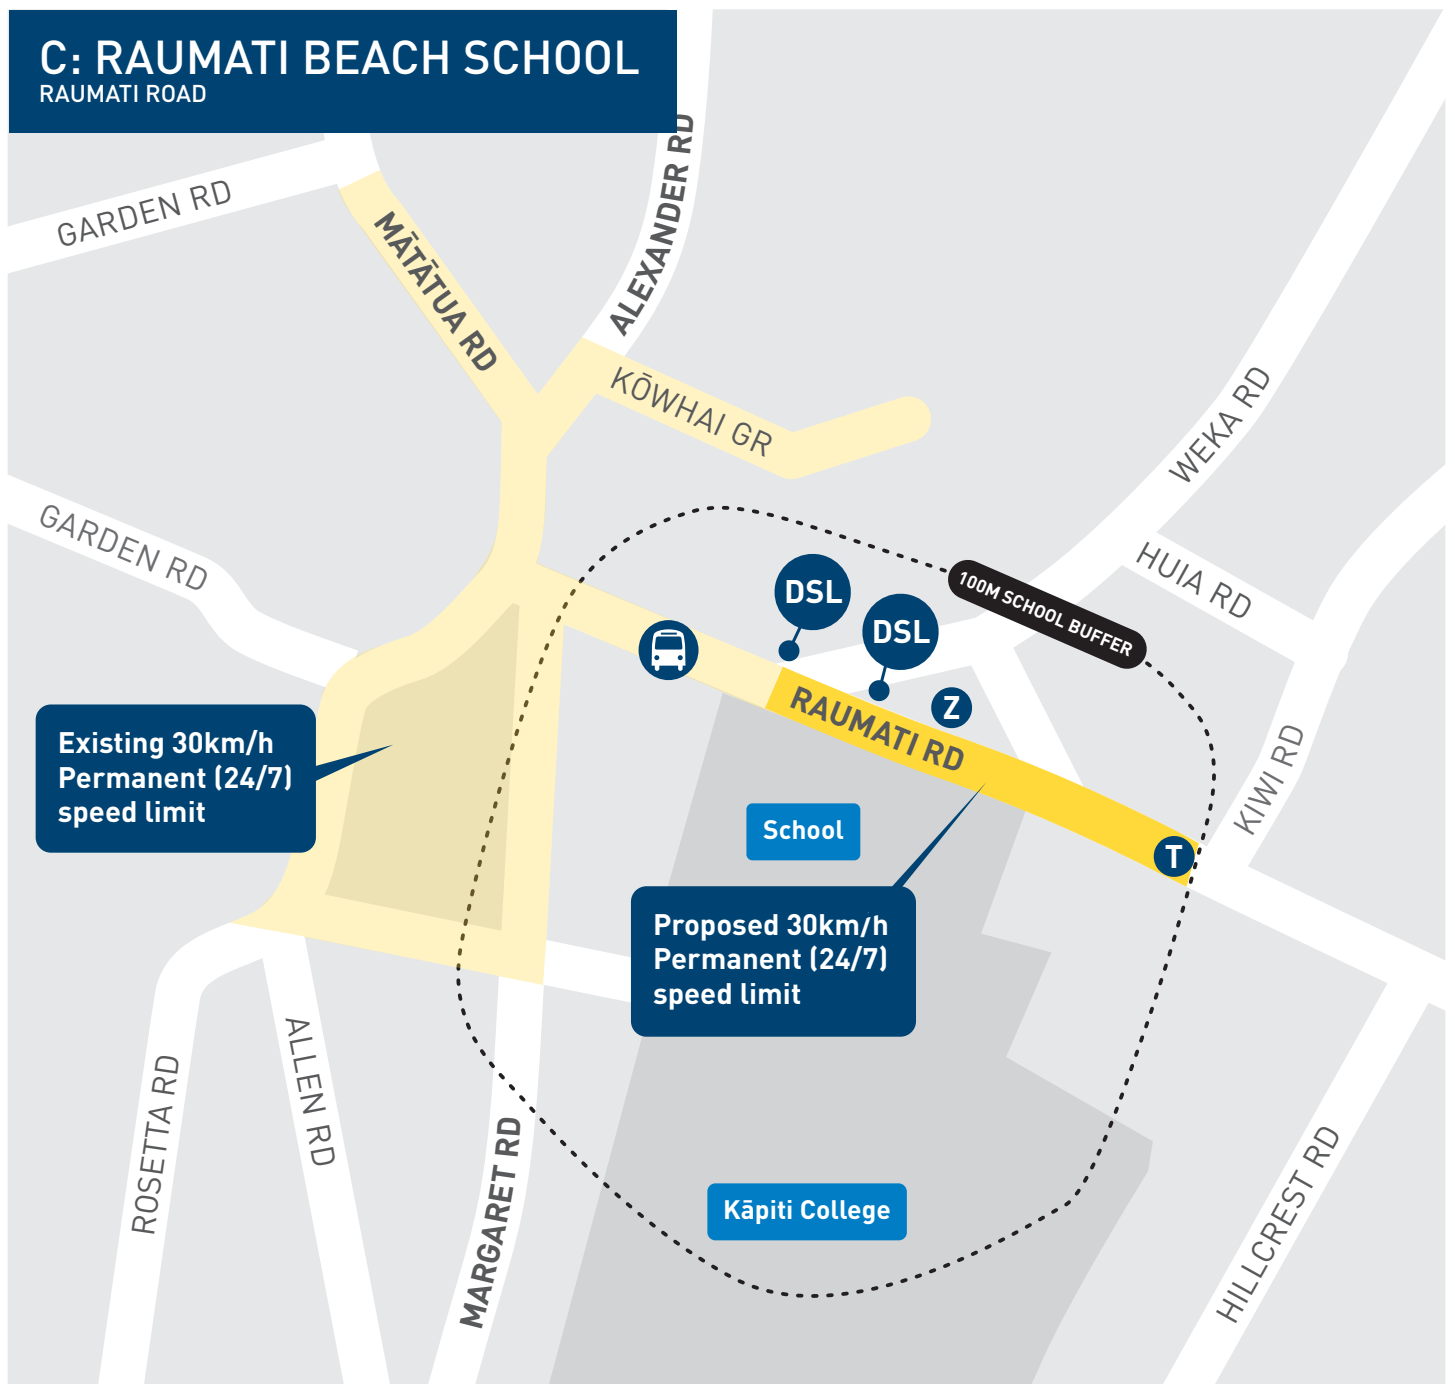 C: RAUMATI BEACH SCHOOL
RAUMATI ROAD
ALEXANDER RD
GARDEN RD
MĀTĀTUA RD
KŌWHAI GR
WEKA RD
GARDEN RD
HUIA RD
DSL
DSL
100M SCHOOL BUFFER
Z
RAUMATI RD
KIWI RD
Existing 30km/h
Permanent (24/7)
speed limit
School
T
Proposed 30km/h
Permanent (24/7)
speed limit
ROSETTA RD
ALLEN RD
MARGARET RD
Kāpiti College
HILLCREST RD